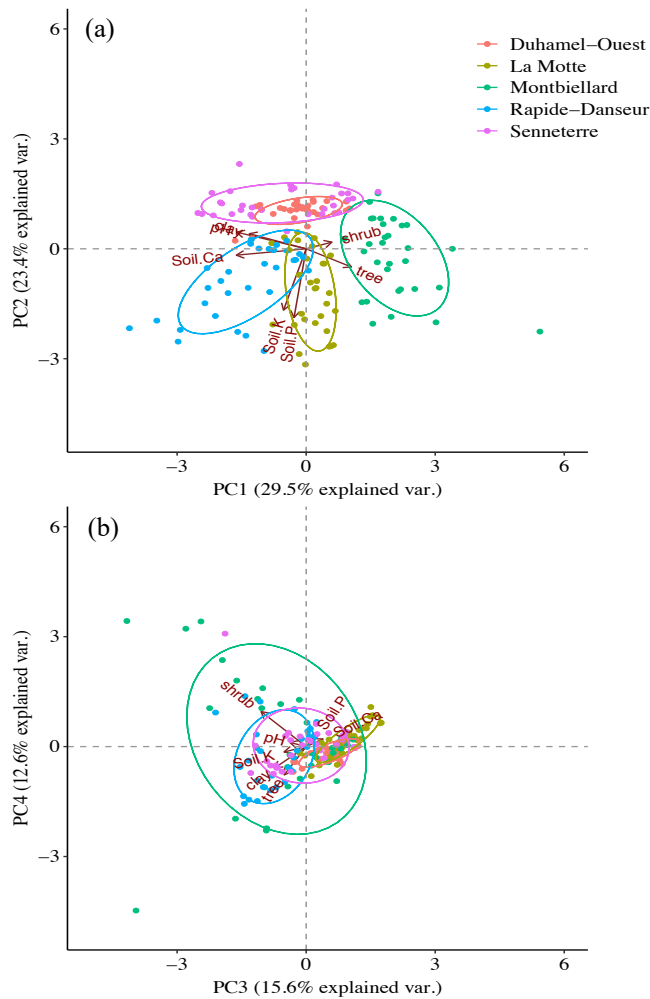 (a)
6
3
0
−3
PC2 (23.4% explained var.)
Duhamel−Ouest
La Motte
Montbiellard
Rapide−Danseur
Senneterre
clay
pH
Soil.Ca
shrub
tree
Soil.K
Soil.P
−3
0
3
6
PC1 (29.5% explained var.)
(b)
6
3
0
−3
PC4 (12.6% explained var.)
shrub
Soil.P
Soil.Ca
pH
Soil.K
clay
tree
−3
0
3
6
PC3 (15.6% explained var.)